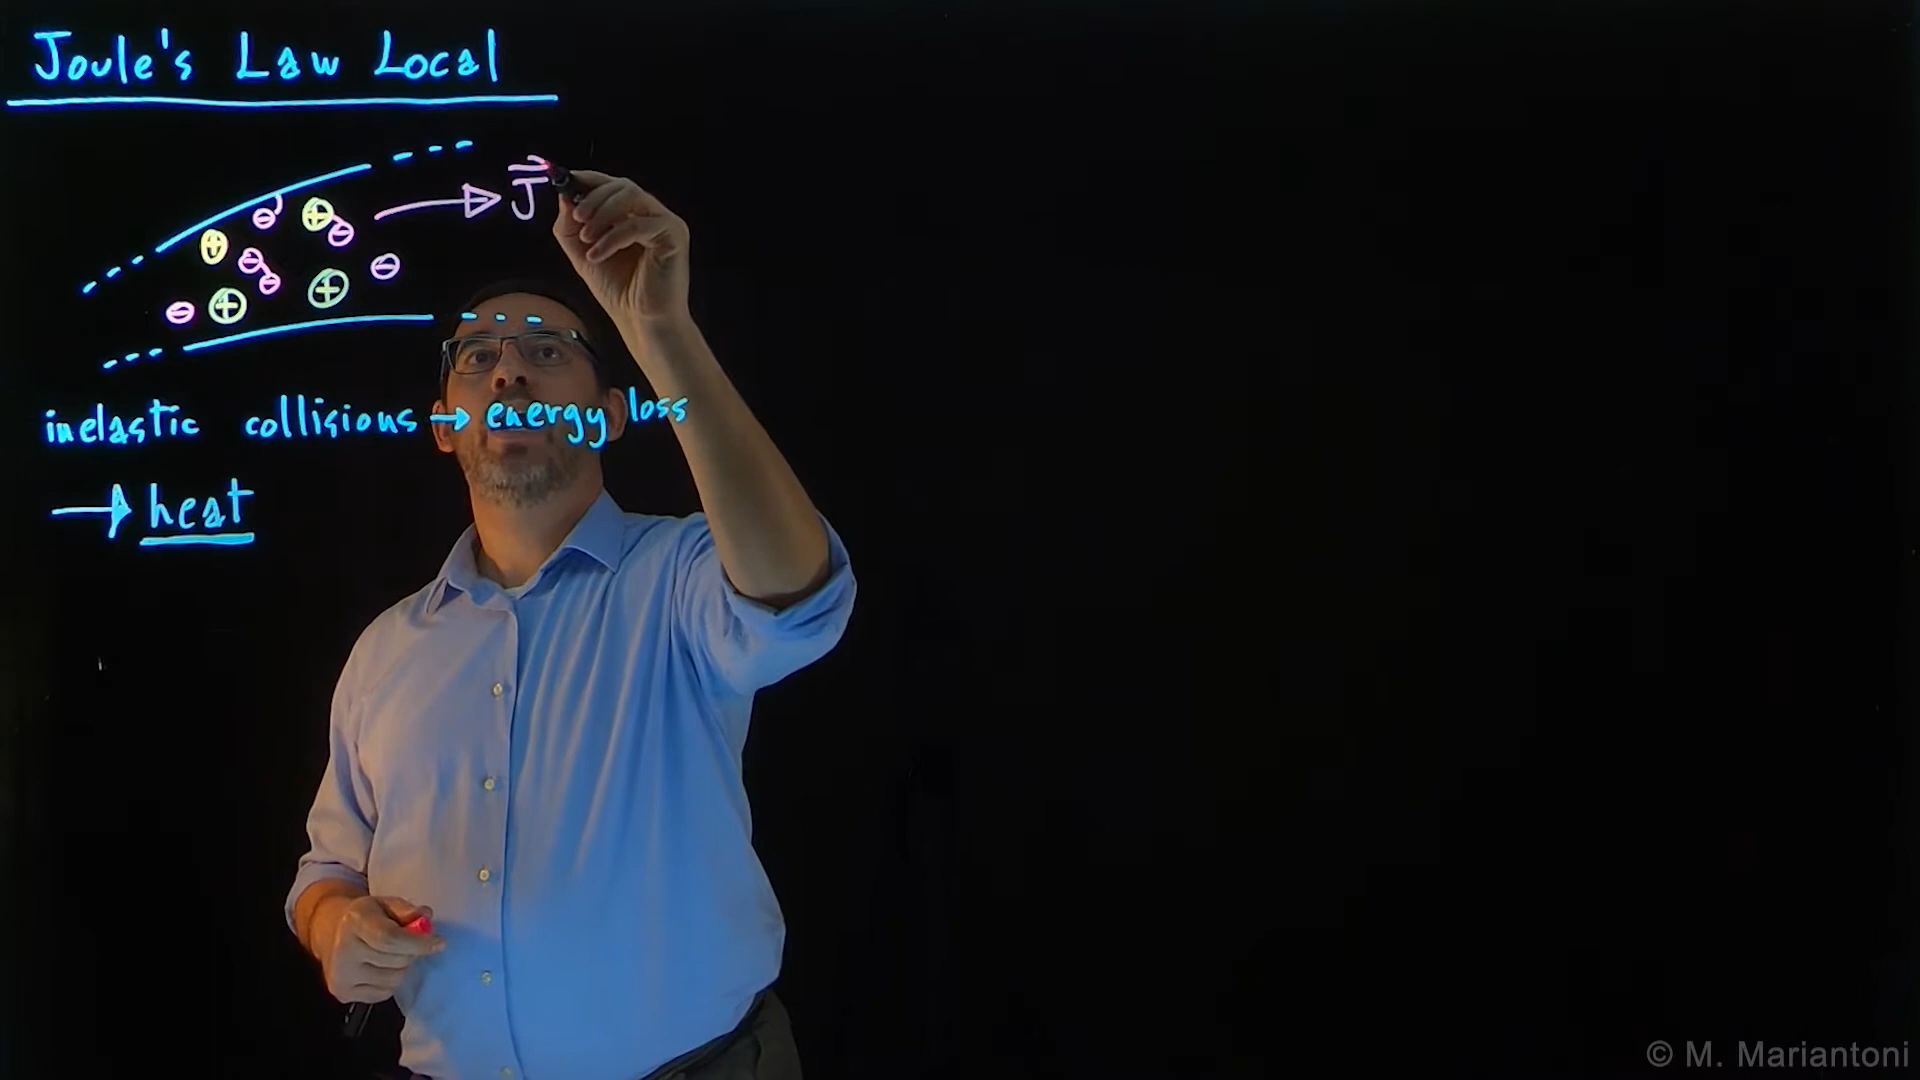 Joule's Law Local
J
inelastic collisions → energy loss
→ heat
© M. Mariantoni